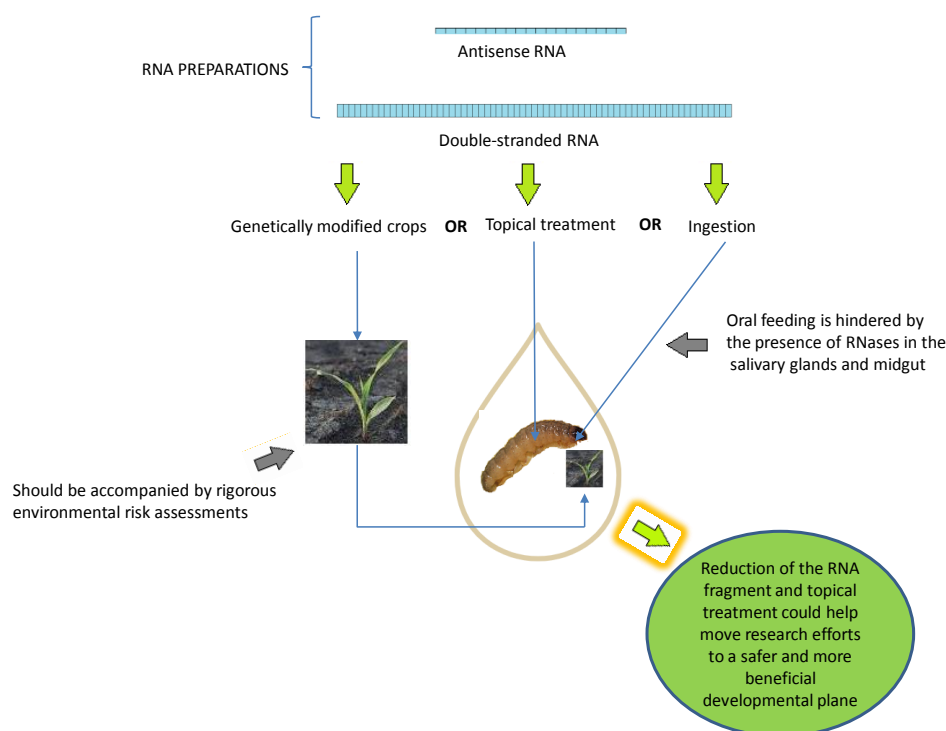 Antisense RNA
RNA PREPARATIONS
Double-stranded RNA
Genetically modified crops OR Topical treatment OR Ingestion
Oral feeding is hindered by
the presence of RNases in the
salivary glands and midgut
Should be accompanied by rigorous
environmental risk assessments
Reduction of the RNA
fragment and topical
treatment could help
move research efforts
to a safer and more
beneficial
developmental plane